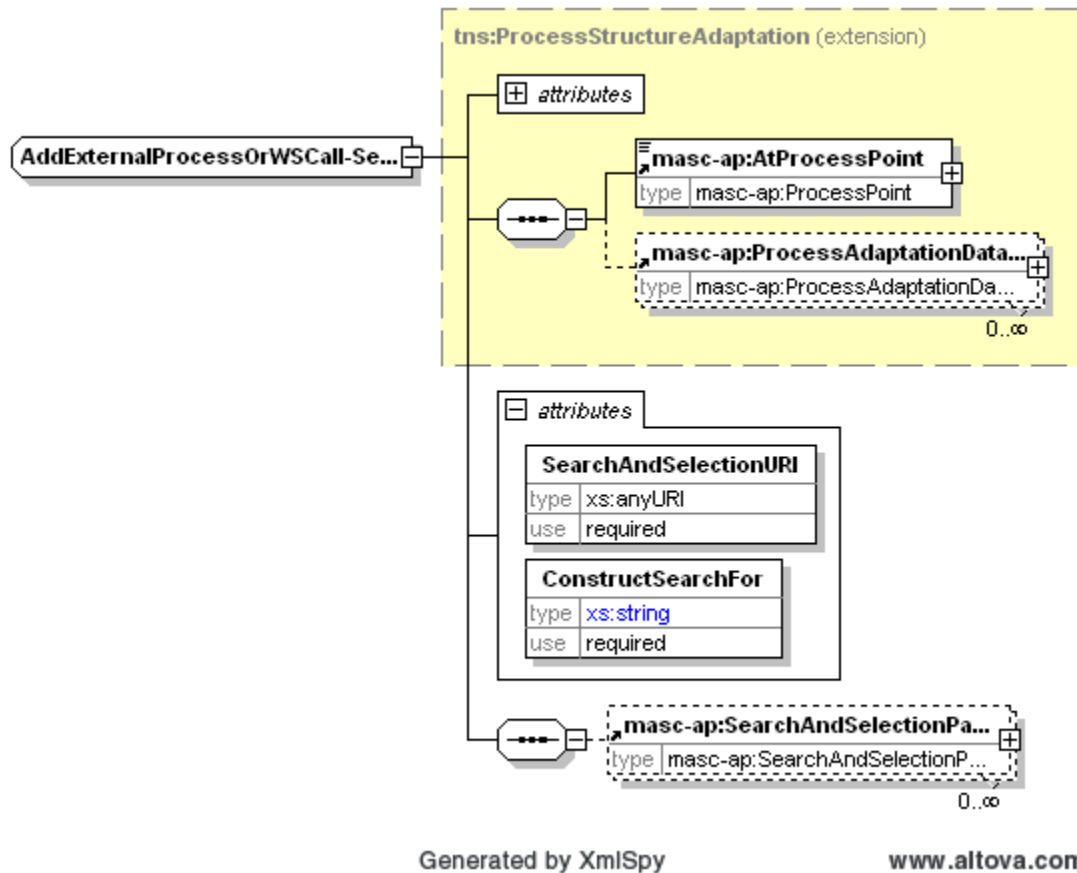 tns:ProcessStructureAdaptation (extension)
attributes
AddExternalProcessOrWSCall-Se...
masc-ap:AtProcessPoint
type masc-ap:ProcessPoint
masc-ap:ProcessAdaptationData...
type masc-ap:ProcessAdaptationDa...
0..∞
attributes
SearchAndSelectionURI
type xs:anyURI
use required
ConstructSearchFor
type xs:string
use required
masc-ap:SearchAndSelectionPa...
type masc-ap:SearchAndSelectionP...
0..∞
Generated by XmlSpy www.altova.com